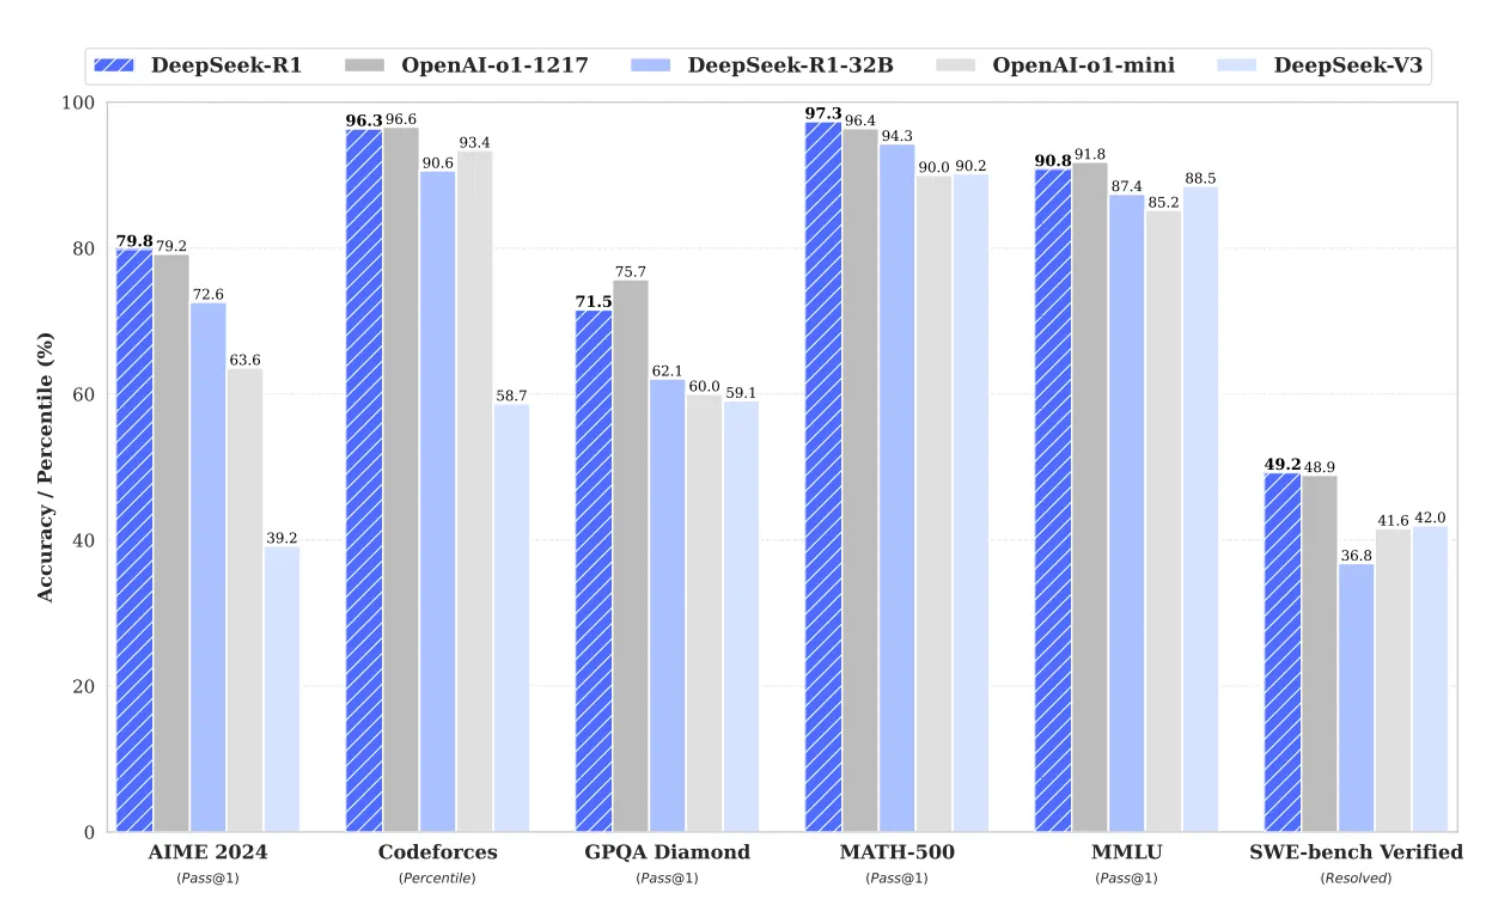 DeepSeek-R1 OpenAI-o1-1217 DeepSeek-R1-32B OpenAI-o1-mini DeepSeek-V3
Accuracy / Percentile (%)
100
80
60
40
20
0
79.8 79.2 72.6 63.6 39.2
96.3 96.6 90.6 93.4 58.7
71.5 75.7 62.1 60.0 59.1
97.3 96.4 94.3 90.0 90.2
90.8 91.8 87.4 85.2 88.5
49.2 48.9 36.8 41.6 42.0
AIME 2024 Codeforces GPQA Diamond MATH-500 MMLU SWE-bench Verified
(Pass@1) (Percentile) (Pass@1) (Pass@1) (Pass@1) (Resolved)